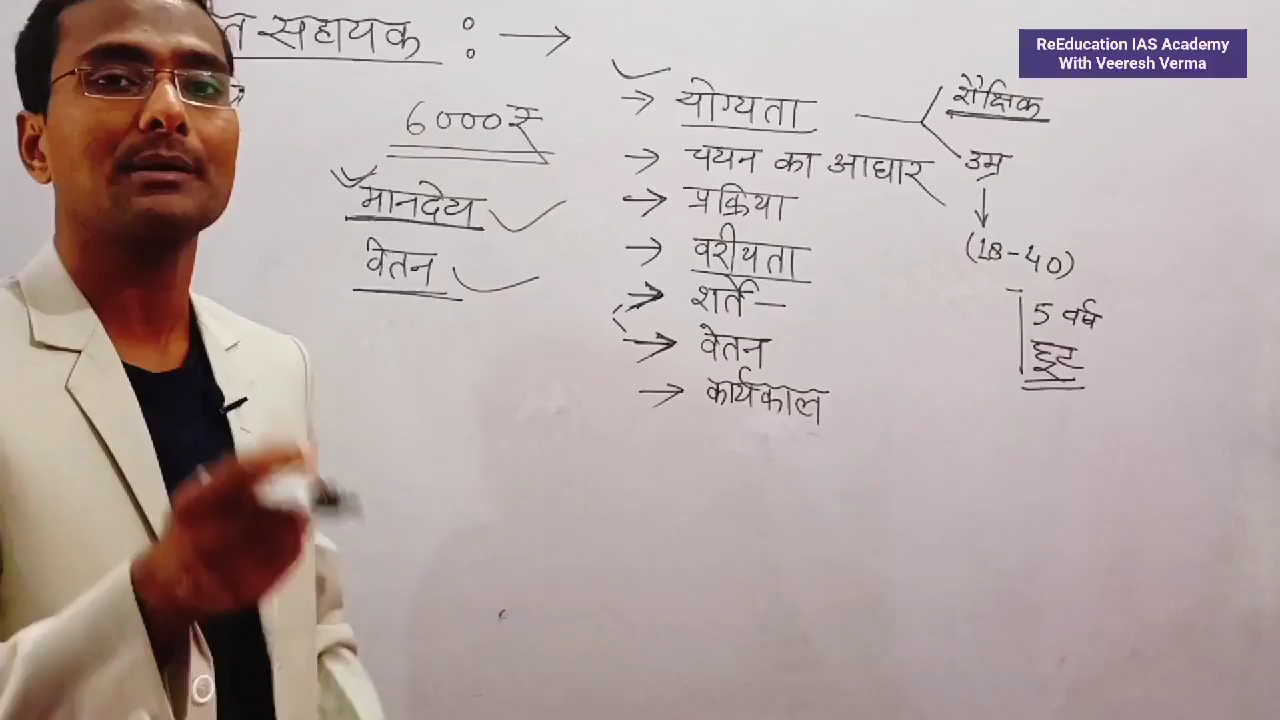 ReEducation IAS Academy
With Veeresh Verma
त सहायक : →
6000₹
मानदेय
वेतन
→ योग्यता
→ चयन का आधार
→ प्रक्रिया
→ वरीयता
→ शर्ते –
→ वेतन
→ कार्यकाल
शैक्षिक
उम्र
(18-40)
5 वर्ष
छूट